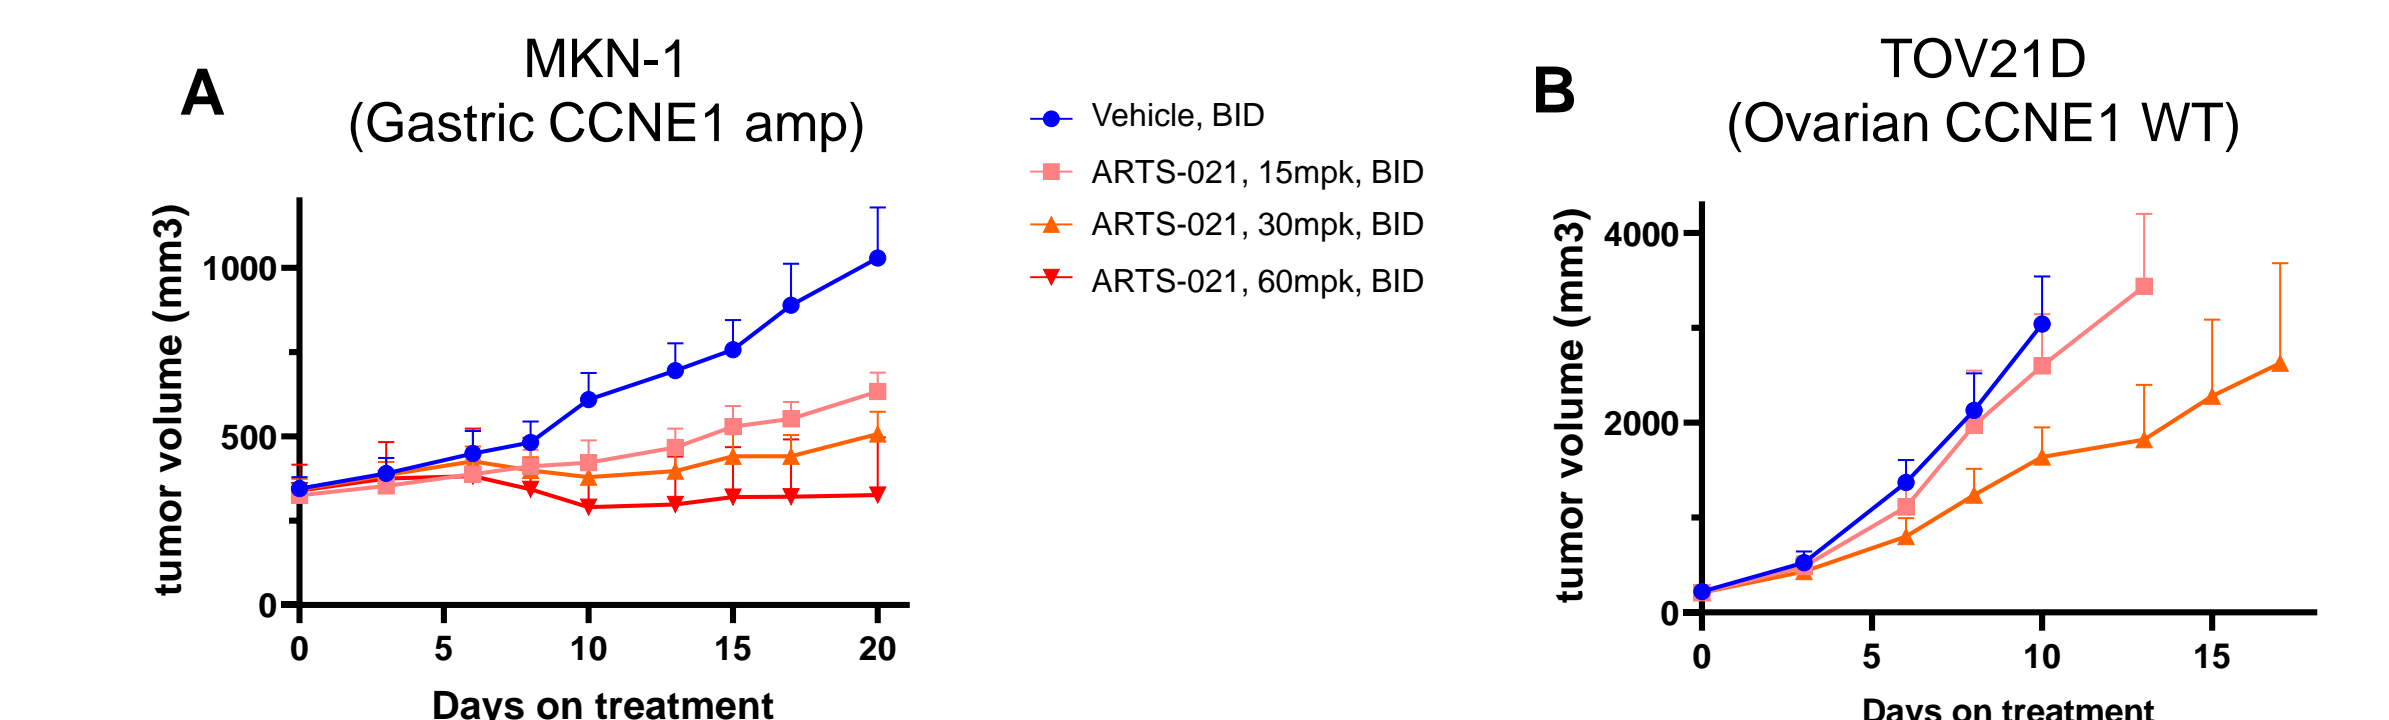 A
MKN-1
(Gastric CCNE1 amp)
tumor volume (mm3)
1000
500
0
0 5 10 15 20
Days on treatment
Vehicle, BID
ARTS-021, 15mpk, BID
ARTS-021, 30mpk, BID
ARTS-021, 60mpk, BID
B
TOV21D
(Ovarian CCNE1 WT)
tumor volume (mm3)
4000
2000
0
0 5 10 15
Days on treatment